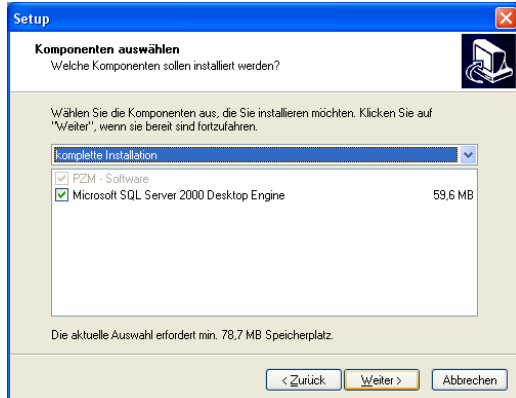 Setup
Komponenten auswählen
Welche Komponenten sollen installiert werden?
Wählen Sie die Komponenten aus, die Sie installieren möchten. Klicken Sie auf
"Weiter", wenn sie bereit sind fortzufahren.
komplette Installation
PZM - Software
Microsoft SQL Server 2000 Desktop Engine 59,6 MB
Die aktuelle Auswahl erfordert min. 78,7 MB Speicherplatz.
< Zurück Weiter > Abbrechen